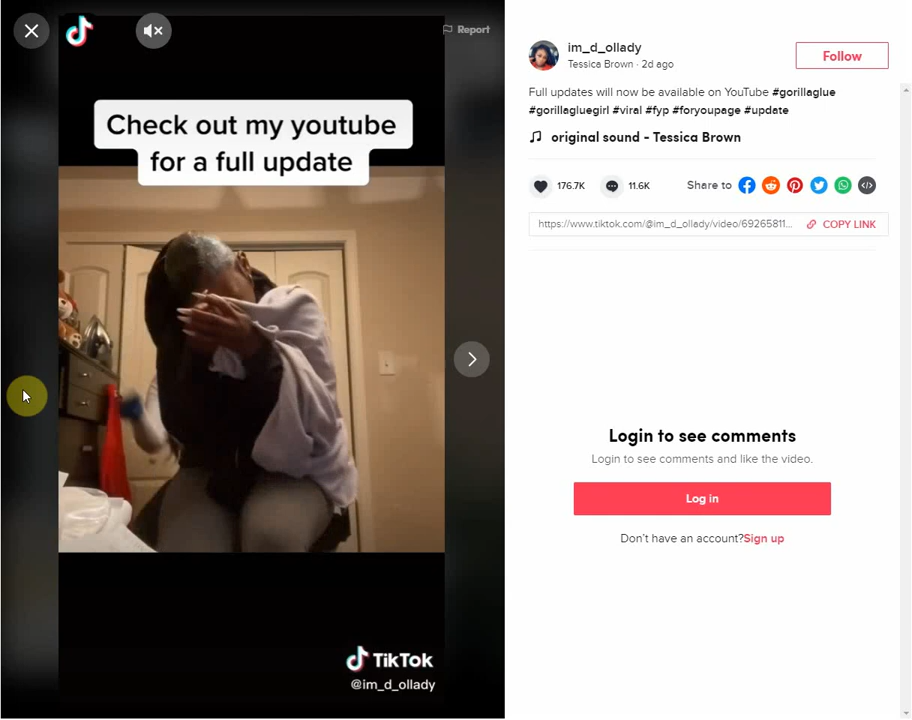 TikTok
@im_d_ollady
Report
Check out my youtube
for a full update
im_d_ollady
Tessica Brown · 2d ago
Follow
Full updates will now be available on YouTube #gorillaglue
#gorillagluegirl #viral #fyp #foryoupage #update
original sound - Tessica Brown
176.7K
11.6K
Share to
https://www.tiktok.com/@im_d_ollady/video/69265811...
COPY LINK
Login to see comments
Login to see comments and like the video.
Log in
Don't have an account?Sign up